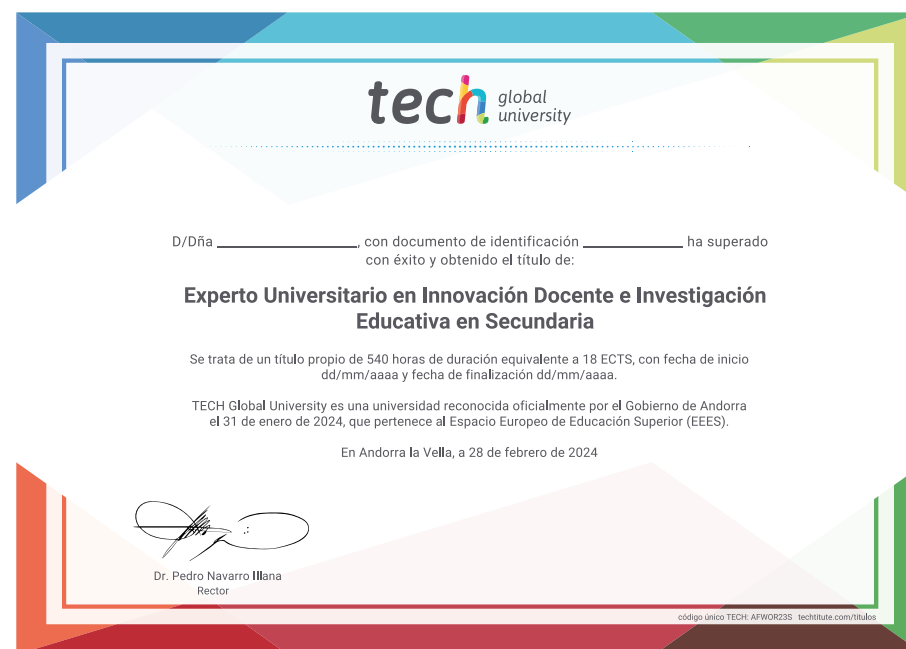 tech global university
D/Dña ____________, con documento de identificación ____________ ha superado
con éxito y obtenido el título de:
Experto Universitario en Innovación Docente e Investigación
Educativa en Secundaria
Se trata de un título propio de 540 horas de duración equivalente a 18 ECTS, con fecha de inicio
dd/mm/aaaa y fecha de finalización dd/mm/aaaa.
TECH Global University es una universidad reconocida oficialmente por el Gobierno de Andorra
el 31 de enero de 2024, que pertenece al Espacio Europeo de Educación Superior (EEES).
En Andorra la Vella, a 28 de febrero de 2024
Dr. Pedro Navarro Illana
Rector
código único TECH: AFWOR23S techtitute.com/titulos